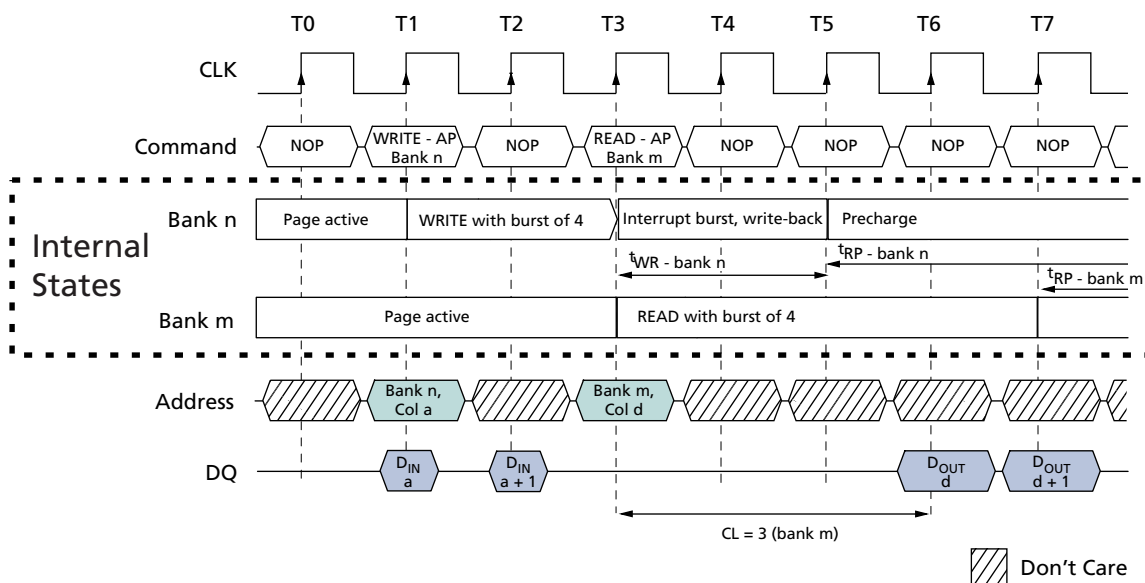 T0 T1 T2 T3 T4 T5 T6 T7
CLK
Command NOP WRITE - AP Bank n NOP READ - AP Bank m NOP NOP NOP NOP
Internal States
Bank n Page active WRITE with burst of 4 Interrupt burst, write-back Precharge
tWR - bank n tRP - bank n
tRP - bank m
Bank m Page active READ with burst of 4
Address Bank n, Col a Bank m, Col d
DQ DIN a DIN a + 1 DOUT d DOUT d + 1
CL = 3 (bank m)
Don't Care